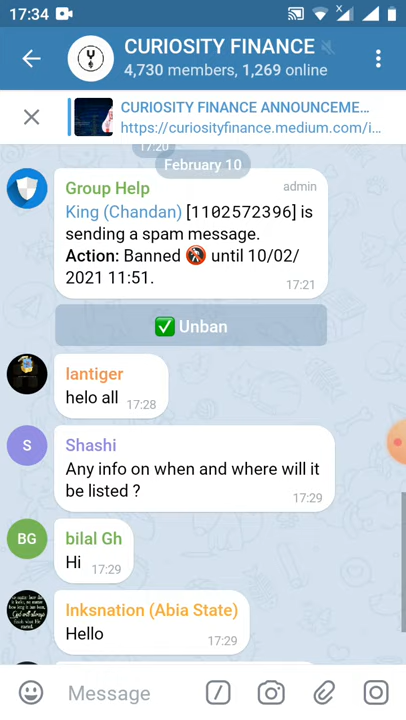 17:34
CURIOSITY FINANCE
4,730 members, 1,269 online
CURIOSITY FINANCE ANNOUNCEME…
https://curiosityfinance.medium.com/i…
17:20
February 10
Group Help admin
King (Chandan) [1102572396] is
sending a spam message.
Action: Banned until 10/02/
2021 11:51.
17:21
Unban
lantiger
helo all 17:28
Shashi
Any info on when and where will it
be listed ?
17:29
BG
bilal Gh
Hi 17:29
Inksnation (Abia State)
Hello
17:29
S
Message